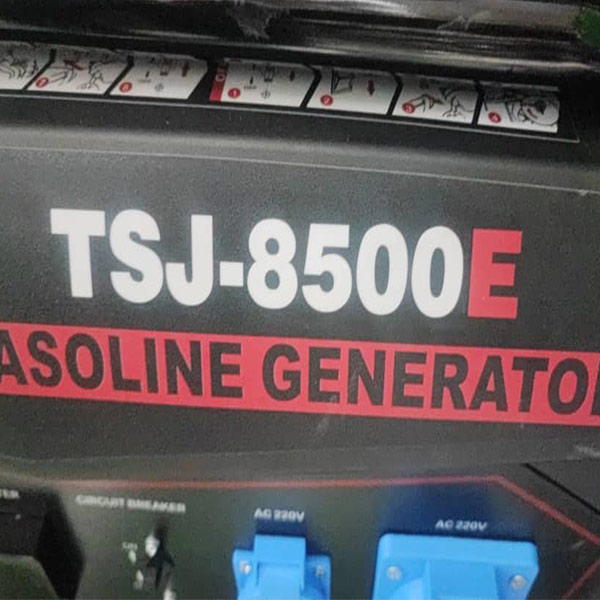 TSJ-8500E
ASOLINE GENERATO
CIRCUIT BREAKER
AC 220V
AC 220V